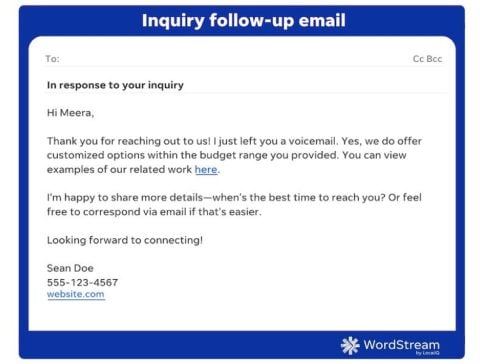 Inquiry follow-up email
To:
Cc Bcc
In response to your inquiry
Hi Meera,
Thank you for reaching out to us! I just left you a voicemail. Yes, we do offer
customized options within the budget range you provided. You can view
examples of our related work here.
I'm happy to share more details—when's the best time to reach you? Or feel
free to correspond via email if that's easier.
Looking forward to connecting!
Sean Doe
555-123-4567
website.com
WordStream
by LocaliQ